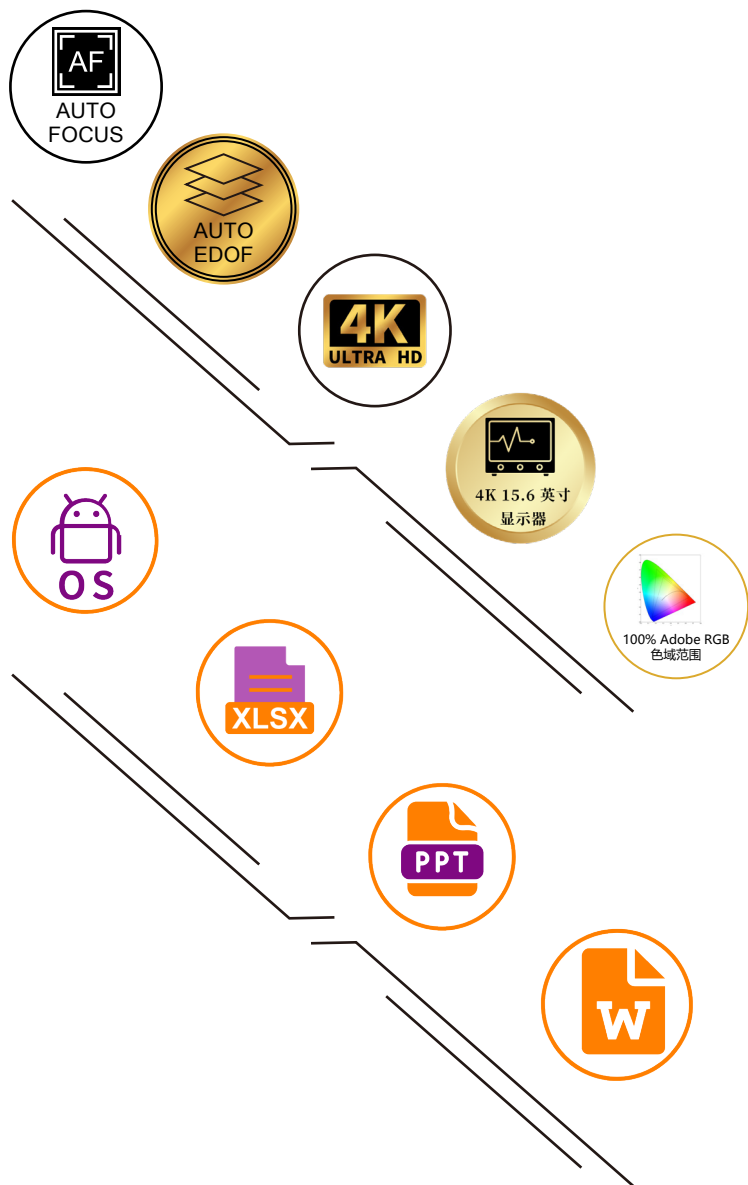 AF
AUTO
FOCUS
AUTO
EDOF
4K
ULTRA HD
4K 15.6 英寸
显示器
100% Adobe RGB
色域范围
OS
XLSX
PPT
W